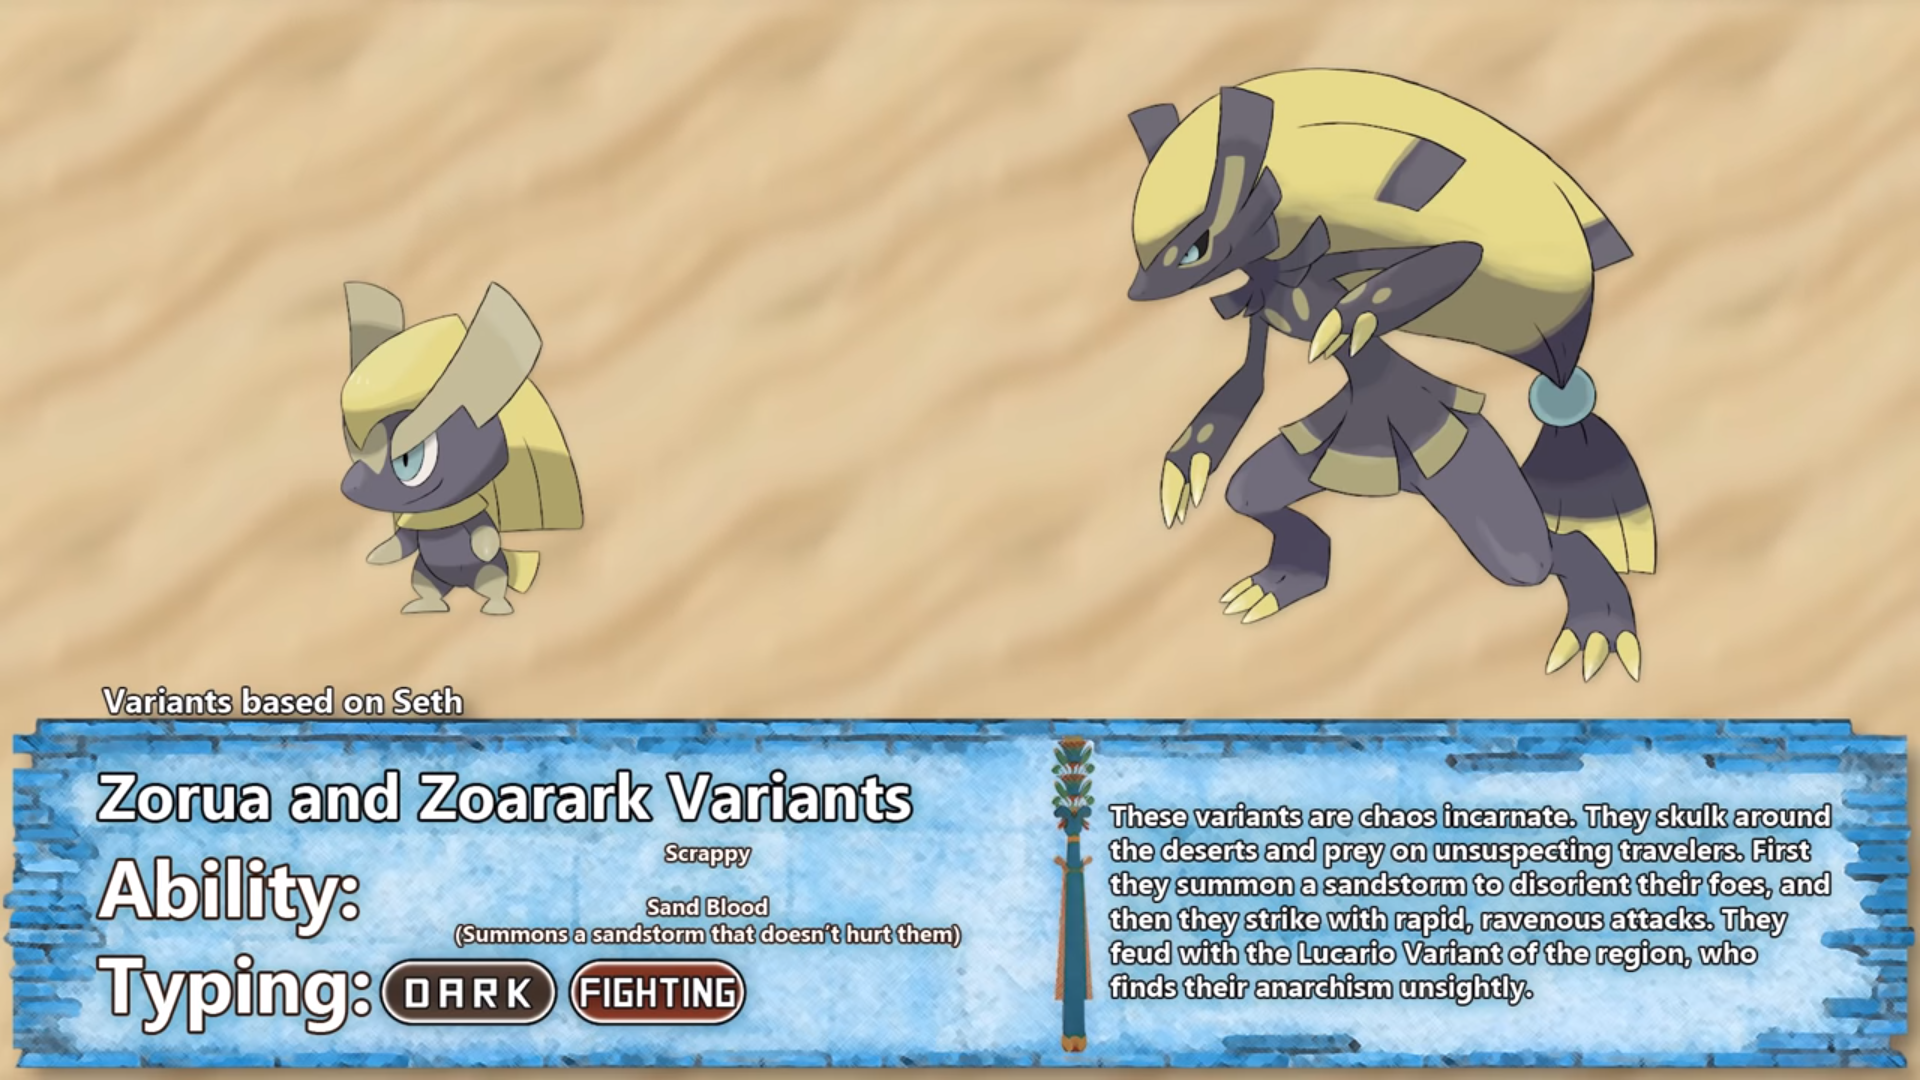 Variants based on Seth
Zorua and Zoarark Variants
Ability:
Scrappy
Sand Blood
(Summons a sandstorm that doesn't hurt them)
Typing:
DARK
FIGHTING
These variants are chaos incarnate. They skulk around
the deserts and prey on unsuspecting travelers. First
they summon a sandstorm to disorient their foes, and
then they strike with rapid, ravenous attacks. They
feud with the Lucario Variant of the region, who
finds their anarchism unsightly.